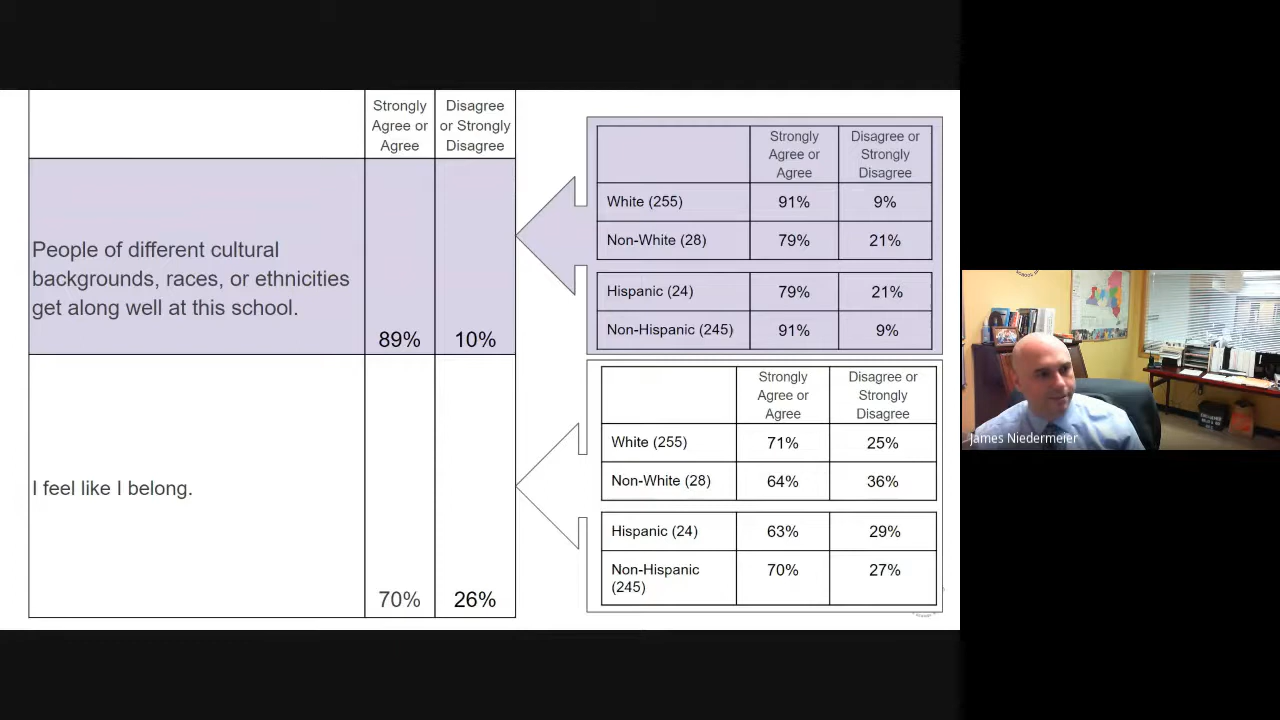 Strongly
Agree or
Agree
Disagree
or Strongly
Disagree
People of different cultural
backgrounds, races, or ethnicities
get along well at this school.
89%
10%
Strongly
Agree or
Agree
Disagree or
Strongly
Disagree
White (255)
91%
9%
Non-White (28)
79%
21%
Hispanic (24)
79%
21%
Non-Hispanic (245)
91%
9%
I feel like I belong.
70%
26%
Strongly
Agree or
Agree
Disagree or
Strongly
Disagree
White (255)
71%
25%
Non-White (28)
64%
36%
Hispanic (24)
63%
29%
Non-Hispanic
(245)
70%
27%
James Niedermeier